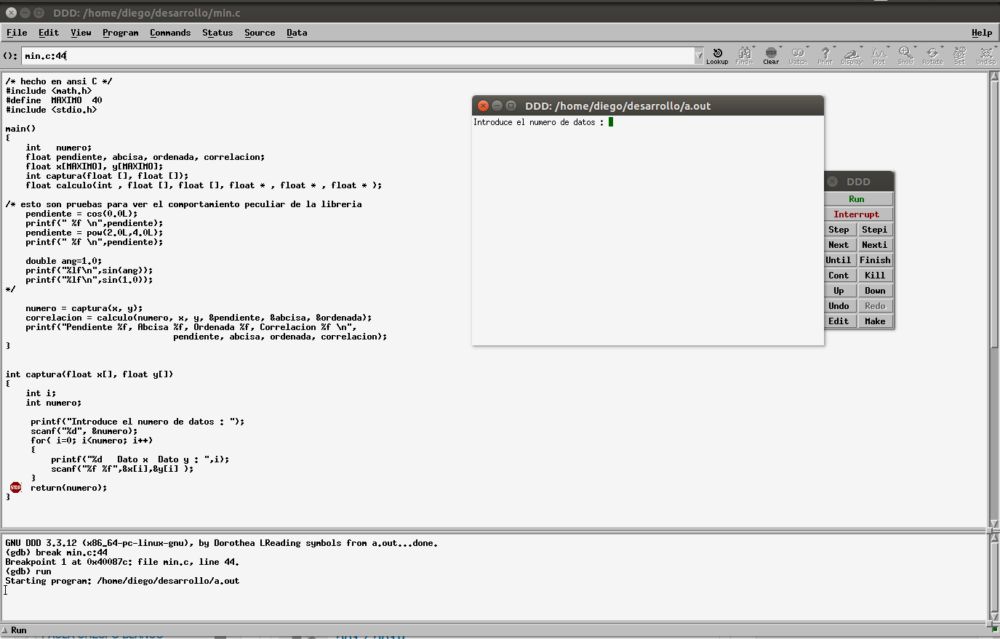 DDD: /home/diego/desarrollo/min.c
File Edit View Program Commands Status Source Data Help
(): min.c:44
Lookup Find>> Clear Watch Print Display Plot Show Rotate Set Undisp
/* hecho en ansi C */
#include <math.h>
#define  MAXIMO  40
#include <stdio.h>
main()
{
    int   numero;
    float pendiente, abcisa, ordenada, correlacion;
    float x[MAXIMO], y[MAXIMO];
    int captura(float [], float []);
    float calculo(int , float [], float [], float * , float * , float * );
/* esto son pruebas para ver el comportamiento peculiar de la libreria
    pendiente = cos(0.0L);
    printf(" %f \n",pendiente);
    pendiente = pow(2.0L,4.0L);
    printf(" %f \n",pendiente);
    double ang=1.0;
    printf("%lf\n",sin(ang));
    printf("%lf\n",sin(1.0));
*/
    numero = captura(x, y);
    correlacion = calculo(numero, x, y, &pendiente, &abcisa, &ordenada);
    printf("Pendiente %f, Abcisa %f, Ordenada %f, Correlacion %f \n",
                                 pendiente, abcisa, ordenada, correlacion);
}
int captura(float x[], float y[])
{
    int i;
    int numero;
     printf("Introduce el numero de datos : ");
     scanf("%d", &numero);
     for( i=0; i<numero; i++)
     {
         printf("%d   Dato x  Dato y : ",i);
         scanf("%f %f",&x[i],&y[i] );
     }
STOP return(numero);
}
DDD: /home/diego/desarrollo/a.out
Introduce el numero de datos :
DDD
Run
Interrupt
Step Stepi
Next Nexti
Until Finish
Cont Kill
Up Down
Undo Redo
Edit Make
GNU DDD 3.3.12 (x86_64-pc-linux-gnu), by Dorothea LReading symbols from a.out...done.
(gdb) break min.c:44
Breakpoint 1 at 0x40087c: file min.c, line 44.
(gdb) run
Starting program: /home/diego/desarrollo/a.out
Run